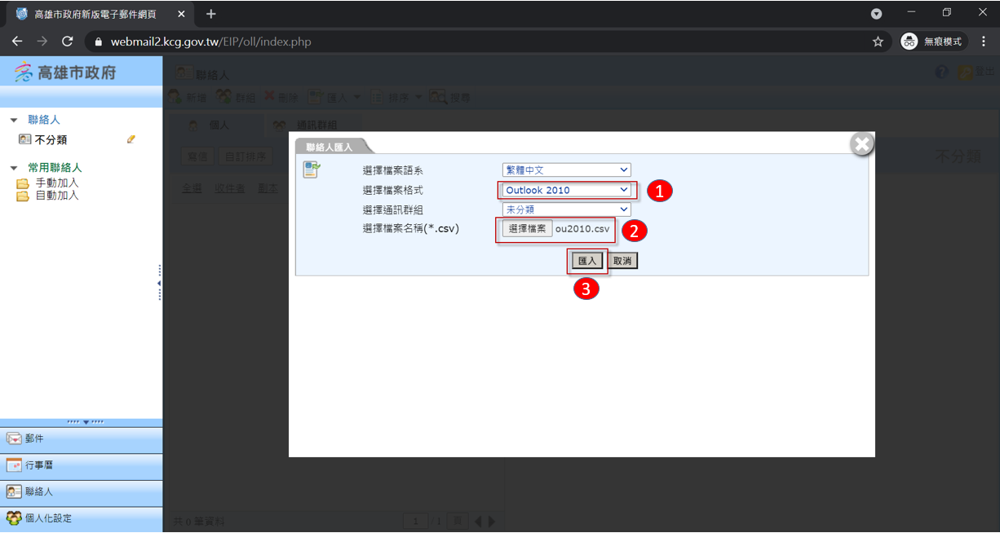 高雄市政府新版電子郵件網頁
webmail2.kcg.gov.tw/EIP/oll/index.php
無痕模式
高雄市政府
聯絡人
登出
新增 群組 刪除 匯入 排序 搜尋
聯絡人
不分類
個人 通訊群組
寫信 自訂排序
不分類
全選 收件者 副本
常用聯絡人
手動加入
自動加入
聯絡人匯入
選擇檔案語系 繁體中文
選擇檔案格式 Outlook 2010 1
選擇通訊群組 未分類
選擇檔案名稱(*.csv) 選擇檔案 ou2010.csv 2
匯入 取消
3
郵件
行事曆
聯絡人
個人化設定
共 0 筆資料 1 / 1 頁